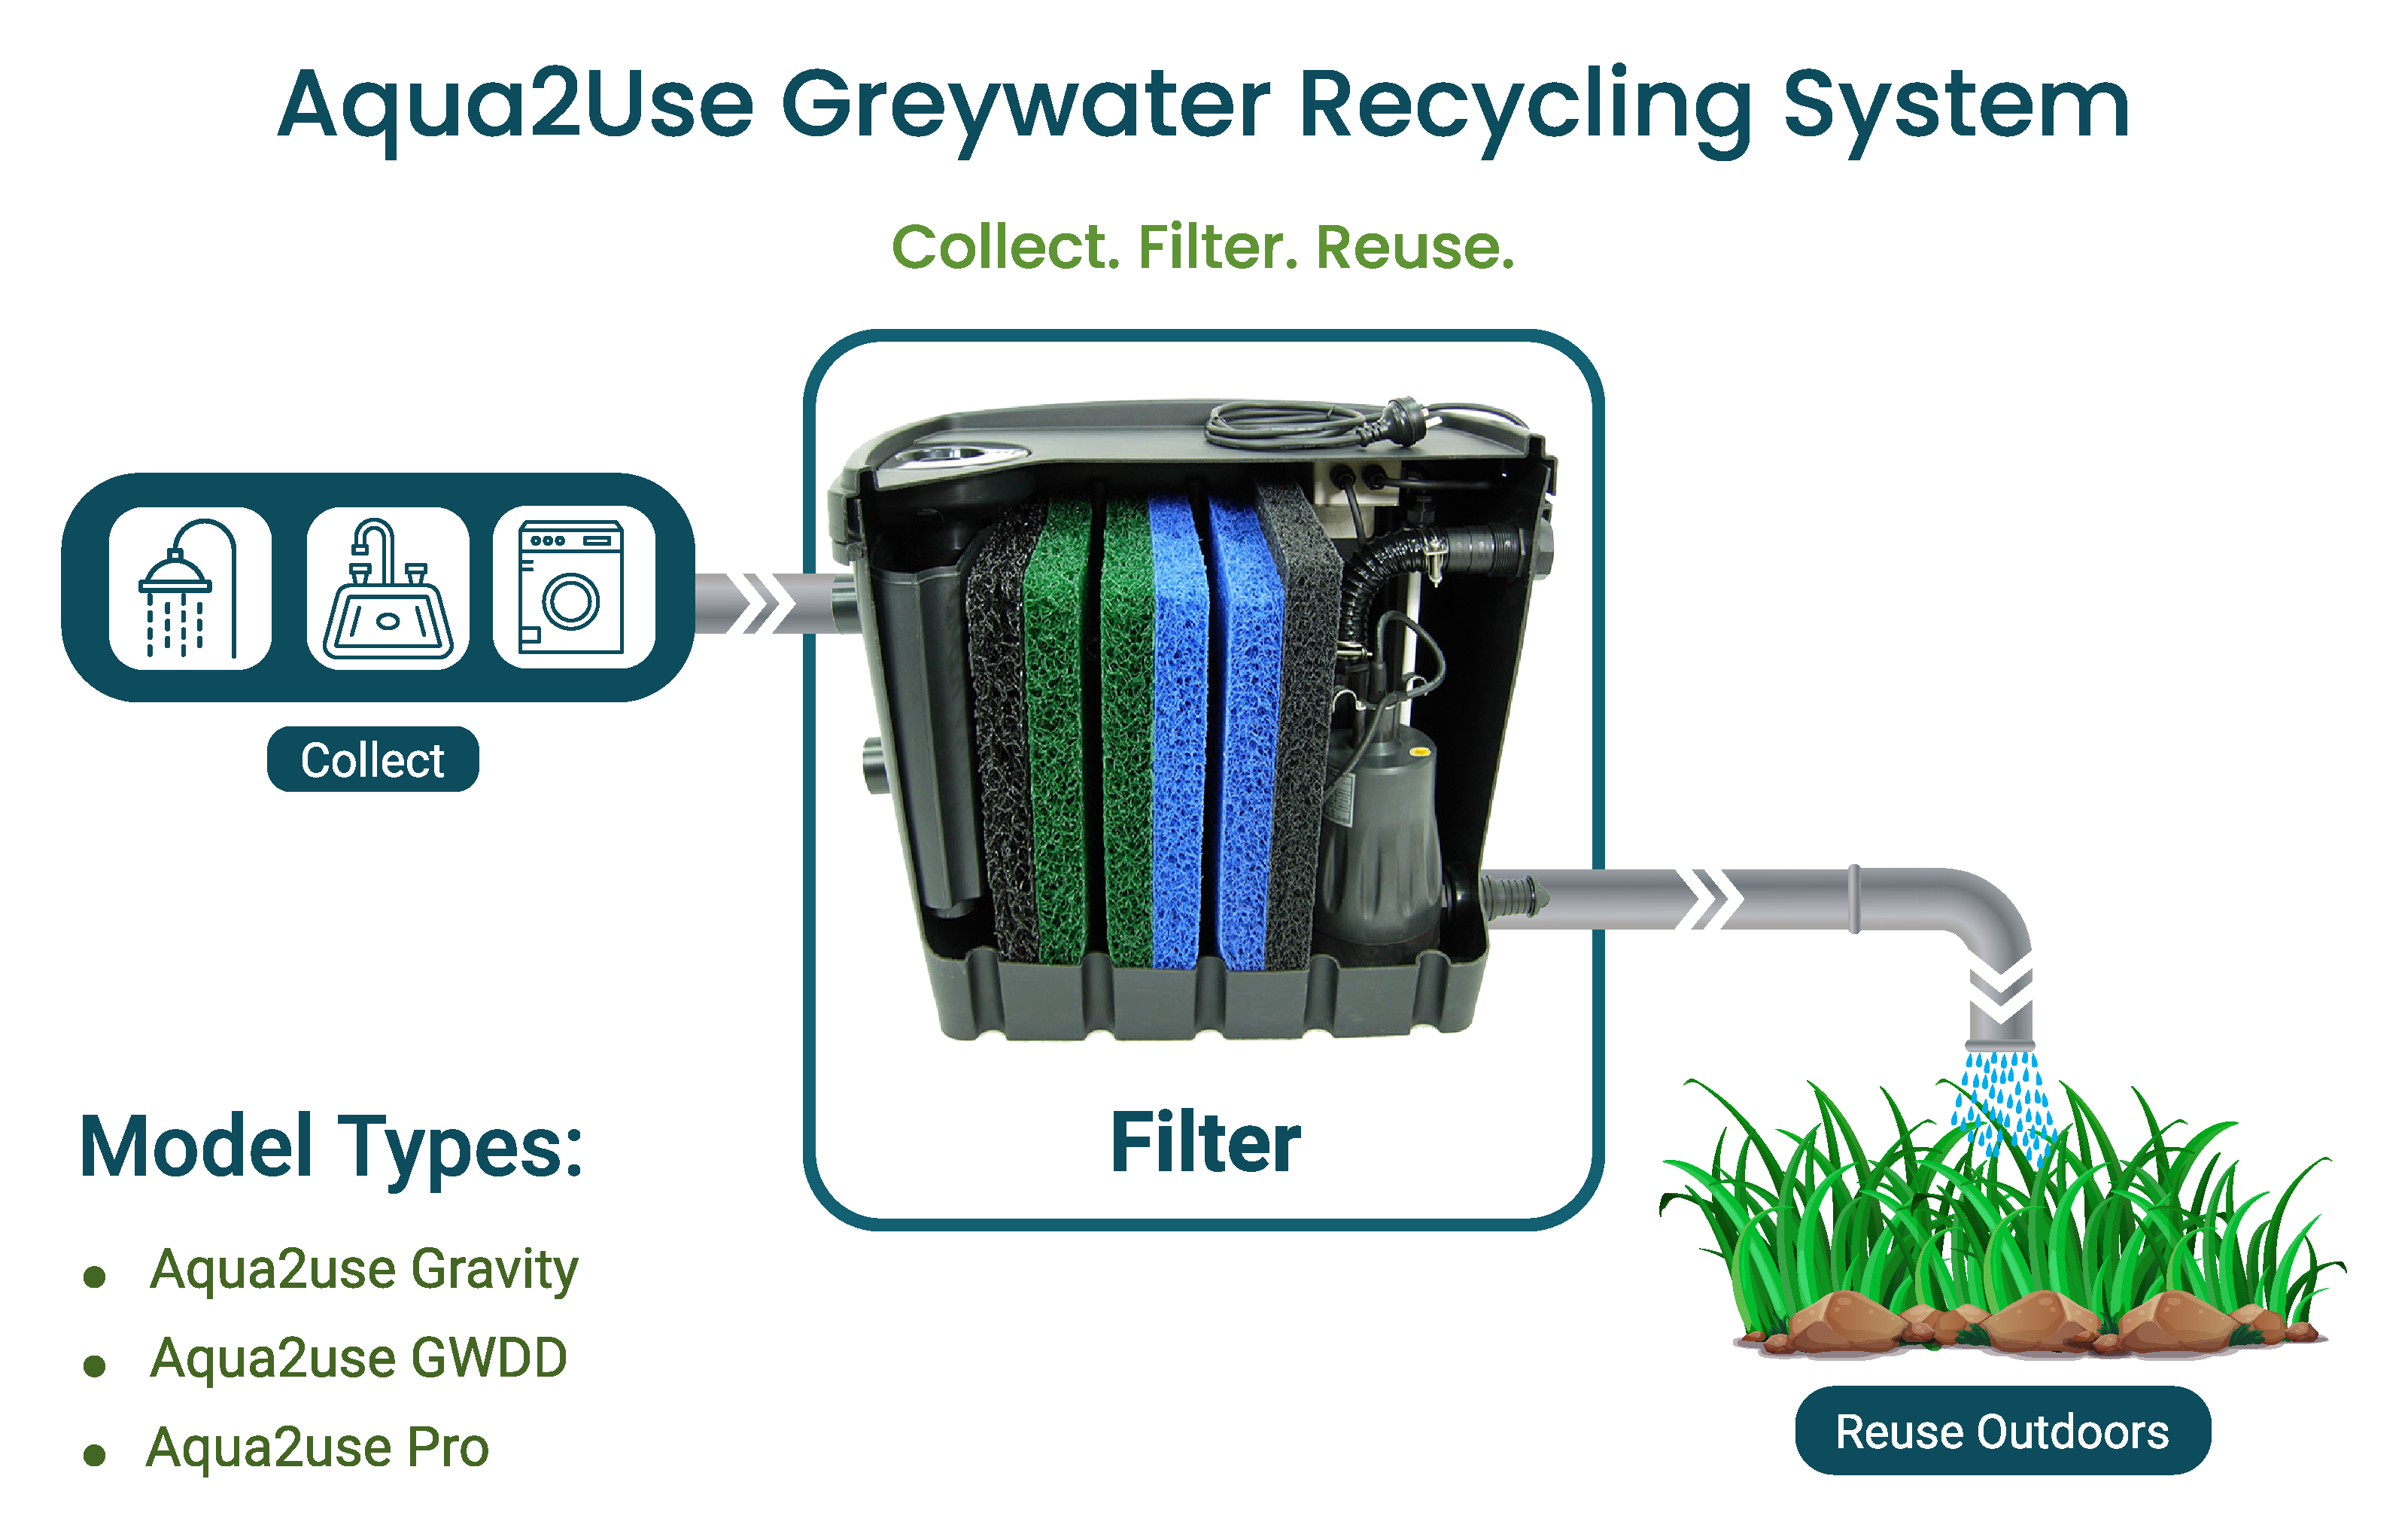 Aqua2Use Greywater Recycling System
Collect. Filter. Reuse.
Collect
Filter
Model Types:
Aqua2use Gravity
Aqua2use GWDD
Aqua2use Pro
Reuse Outdoors